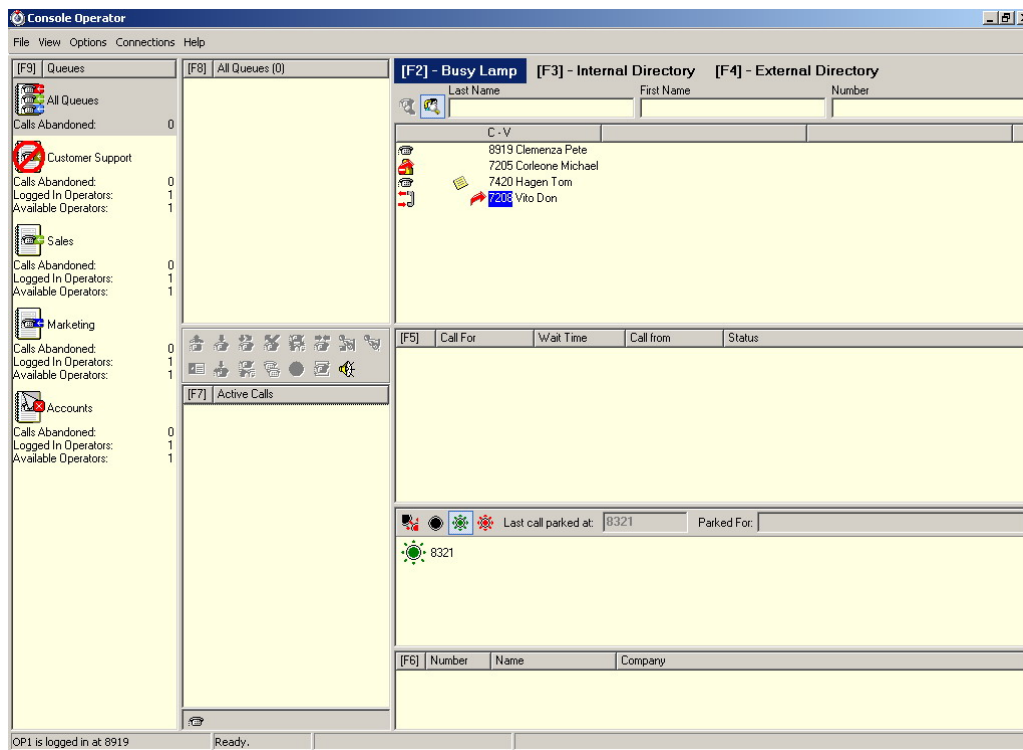 Console Operator
File View Options Connections Help
[F9] Queues
All Queues
Calls Abandoned: 0
Customer Support
Calls Abandoned: 0
Logged In Operators: 1
Available Operators: 1
Sales
Calls Abandoned: 0
Logged In Operators: 1
Available Operators: 1
Marketing
Calls Abandoned: 0
Logged In Operators: 1
Available Operators: 1
Accounts
Calls Abandoned: 0
Logged In Operators: 1
Available Operators: 1
[F8] All Queues (0)
[F7] Active Calls
[F2] - Busy Lamp [F3] - Internal Directory [F4] - External Directory
Last Name First Name Number
C - V
8919 Clemenza Pete
7205 Corleone Michael
7420 Hagen Tom
7208 Vito Don
[F5] Call For Wait Time Call from Status
Last call parked at: 8321 Parked For:
8321
[F6] Number Name Company
OP1 is logged in at 8919 Ready.